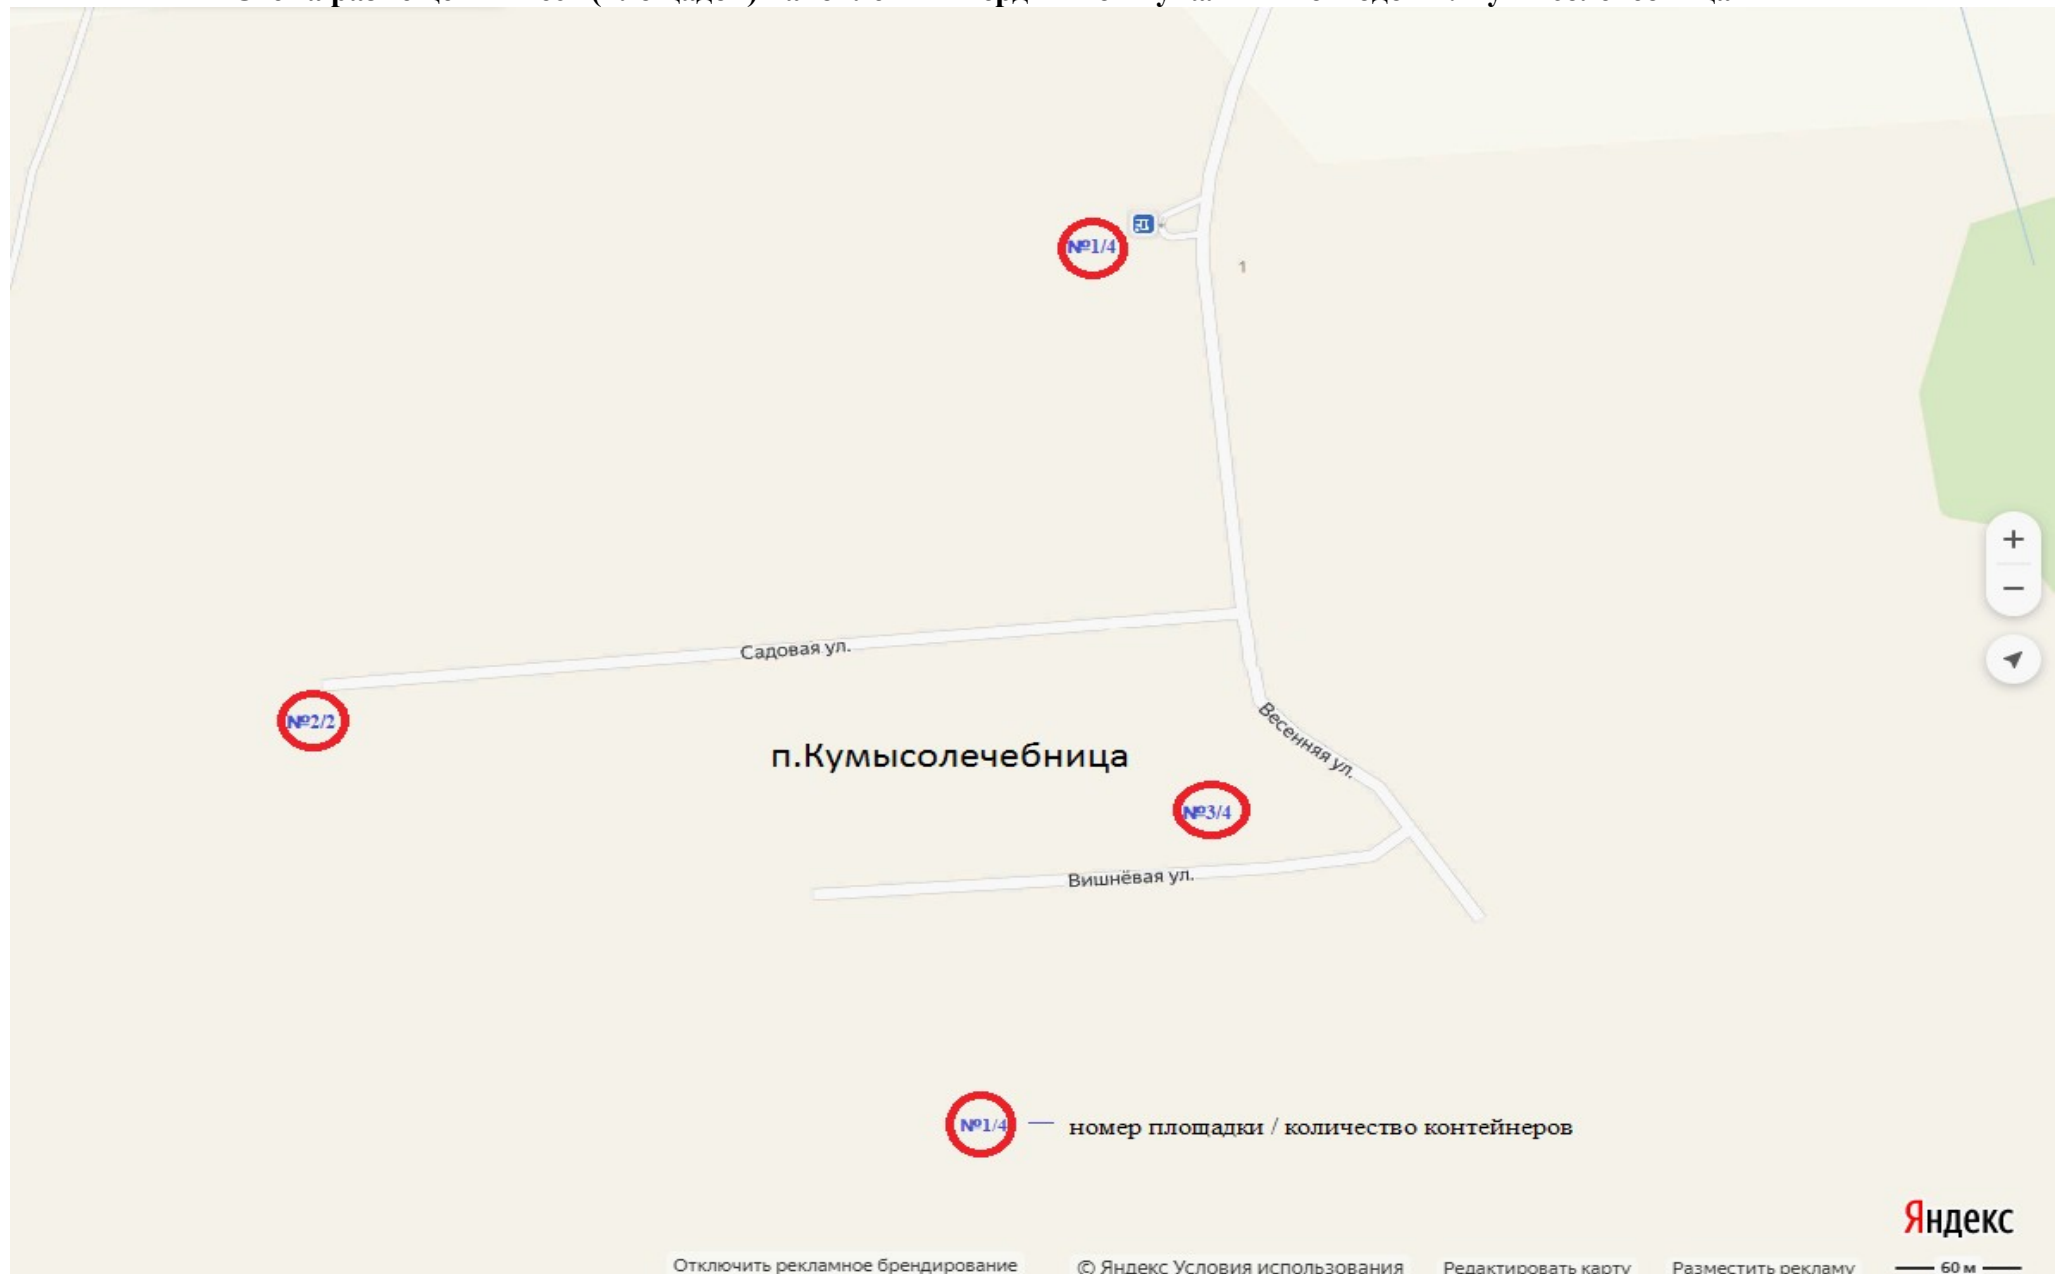 №1/4
1
Садовая ул.
№2/2
Весенняя ул.
п.Кумысолечебница
№3/4
Вишнёвая ул.
№1/4 — номер площадки / количество контейнеров
Яндекс
Отключить рекламное брендирование © Яндекс Условия использования Редактировать карту Разместить рекламу 60 м